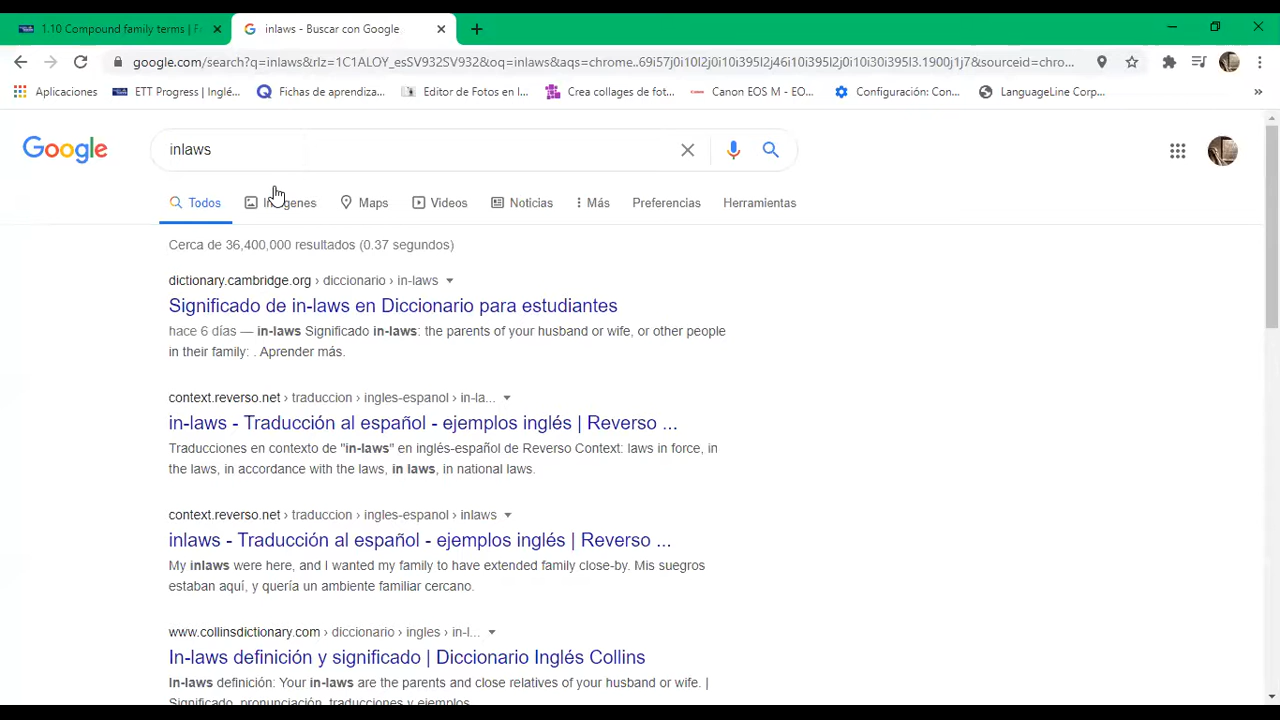 1.10 Compound family terms |
inlaws - Buscar con Google
google.com/search?q=inlaws&rlz=1C1ALOY_esSV932SV932&oq=inlaws&aqs=chrome..69i57j0i10l2j0i10i395l2j46i10i395l2j0i10i30i395l3.1900j1j7&sourceid=chro...
Aplicaciones
ETT Progress | Inglé...
Fichas de aprendiza...
Editor de Fotos en l...
Crea collages de fot...
Canon EOS M - EO...
Configuración: Con...
LanguageLine Corp...
»
Google
inlaws
Todos
Maps
Videos
Noticias
Más
Preferencias
Herramientas
Cerca de 36,400,000 resultados (0.37 segundos)
dictionary.cambridge.org › diccionario › in-laws
Significado de in-laws en Diccionario para estudiantes
hace 6 días — in-laws Significado in-laws: the parents of your husband or wife, or other people
in their family: . Aprender más.
context.reverso.net › traduccion › ingles-espanol › in-la...
in-laws - Traducción al español - ejemplos inglés | Reverso ...
Traducciones en contexto de "in-laws" en inglés-español de Reverso Context: laws in force, in
the laws, in accordance with the laws, in laws, in national laws.
context.reverso.net › traduccion › ingles-espanol › inlaws
inlaws - Traducción al español - ejemplos inglés | Reverso ...
My inlaws were here, and I wanted my family to have extended family close-by. Mis suegros
estaban aquí, y quería un ambiente familiar cercano.
www.collinsdictionary.com › diccionario › ingles › in-l...
In-laws definición y significado | Diccionario Inglés Collins
In-laws definición: Your in-laws are the parents and close relatives of your husband or wife. |
Significado, pronunciación, traducciones y ejemplos.